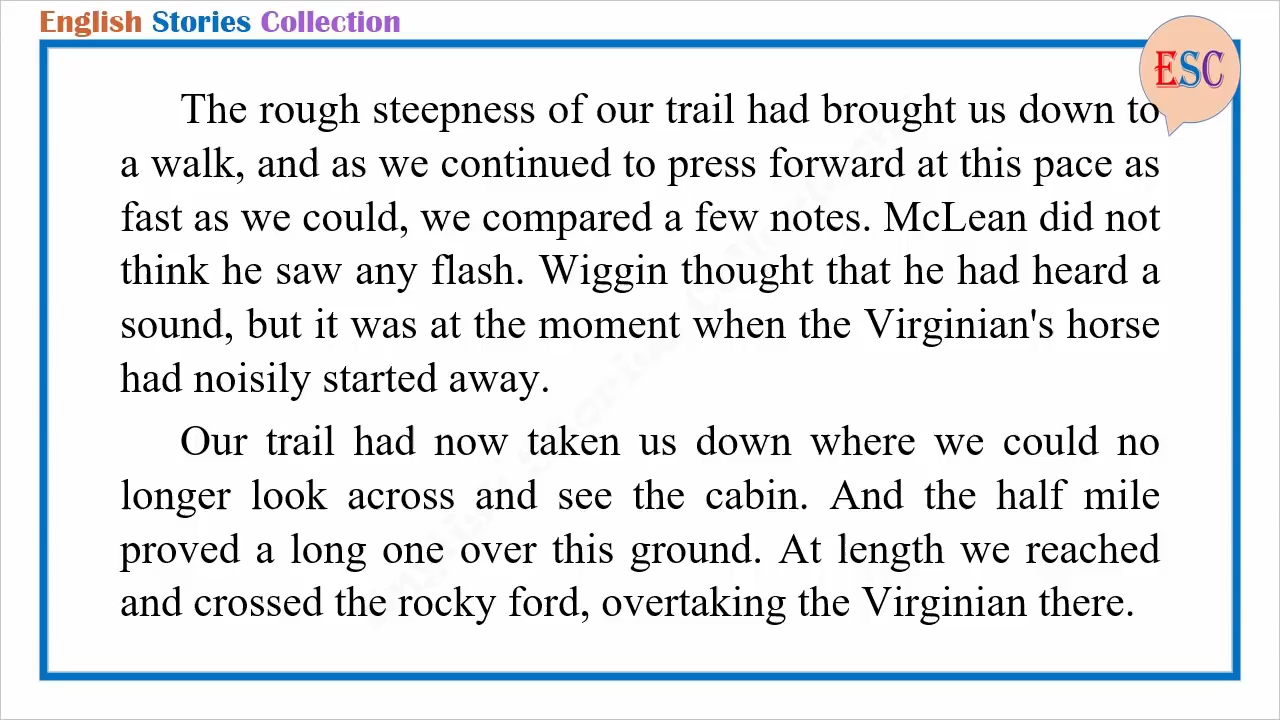 English Stories Collection
ESC
The rough steepness of our trail had brought us down to
a walk, and as we continued to press forward at this pace as
fast as we could, we compared a few notes. McLean did not
think he saw any flash. Wiggin thought that he had heard a
sound, but it was at the moment when the Virginian's horse
had noisily started away.
Our trail had now taken us down where we could no
longer look across and see the cabin. And the half mile
proved a long one over this ground. At length we reached
and crossed the rocky ford, overtaking the Virginian there.